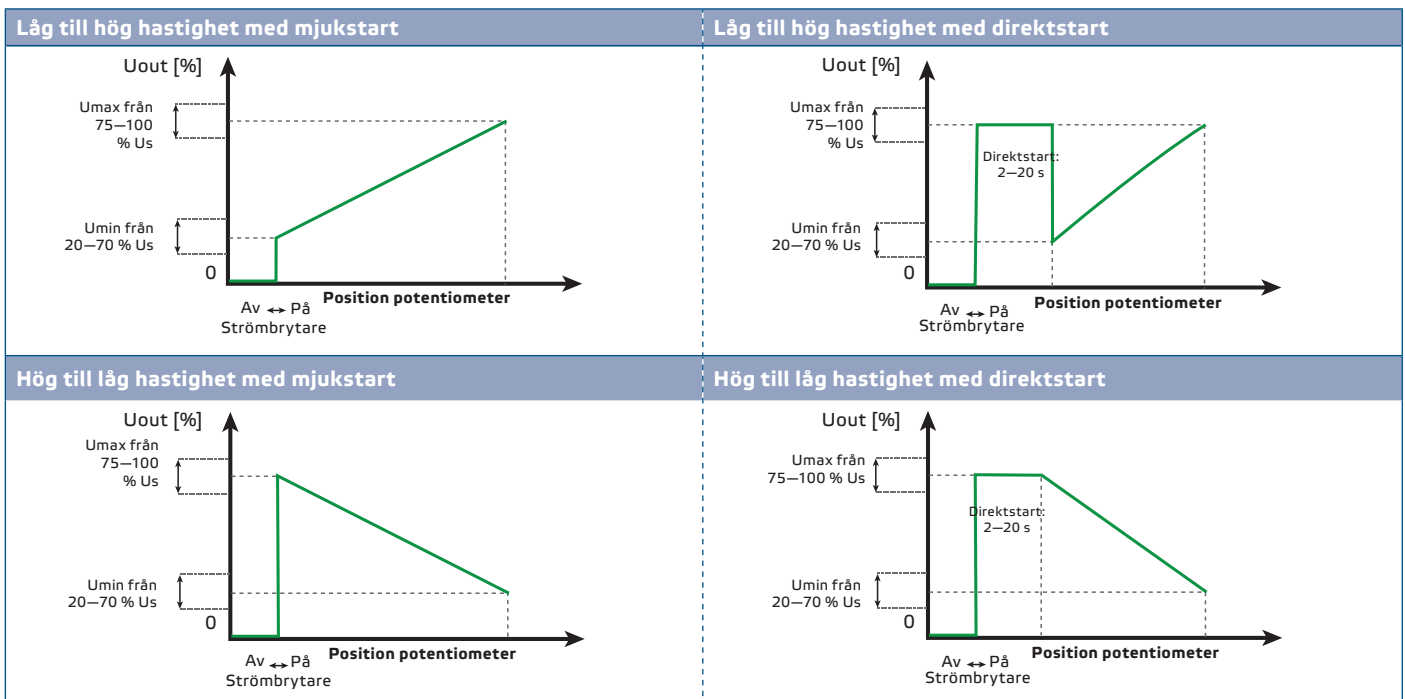 Låg till hög hastighet med mjukstart
Uout [%]
Umax från
75—100
% Us
Umin från
20—70 % Us
0
Position potentiometer
Av ↔ På
Strömbrytare
Låg till hög hastighet med direktstart
Uout [%]
Umax från
75—100
% Us
Direktstart:
2—20 s
Umin från
20—70 % Us
0
Position potentiometer
Av ↔ På
Strömbrytare
Hög till låg hastighet med mjukstart
Uout [%]
Umax från
75—100
% Us
Umin från
20—70 % Us
0
Position potentiometer
Av ↔ På
Strömbrytare
Hög till låg hastighet med direktstart
Uout [%]
Umax från
75—100 % Us
Direktstart:
2—20 s
Umin från
20—70 % Us
0
Position potentiometer
Av ↔ På
Strömbrytare